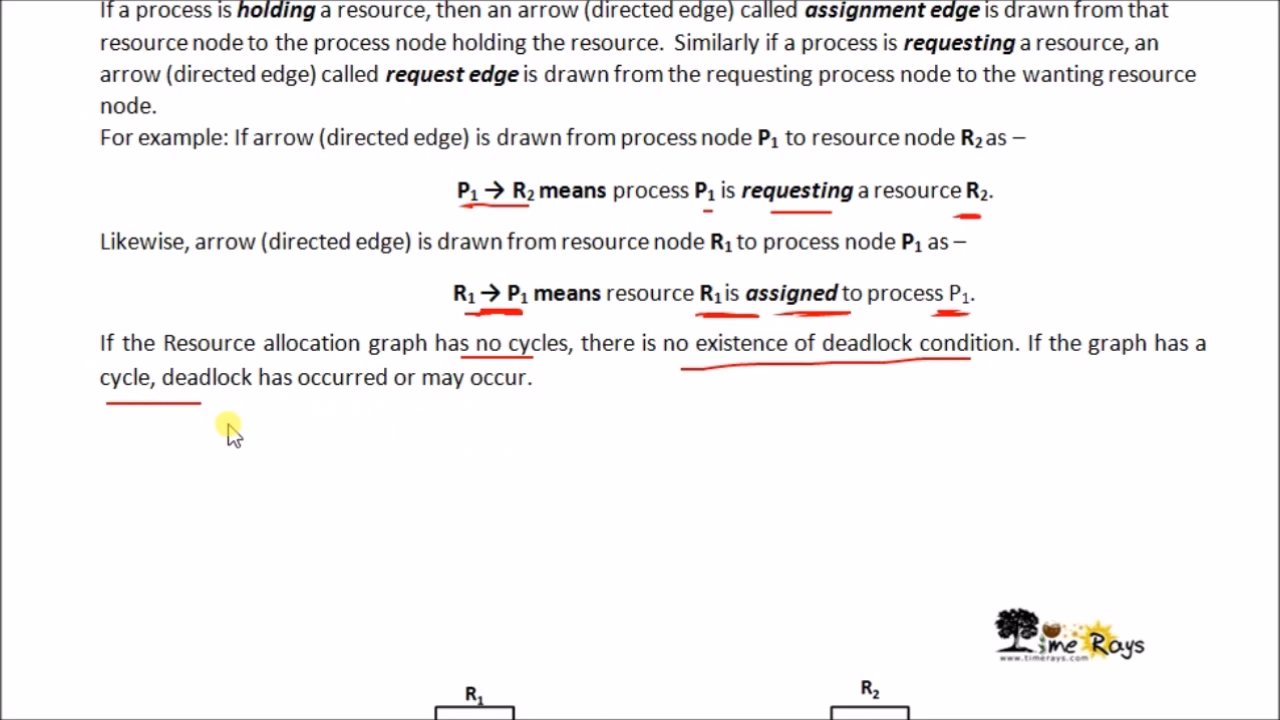 If a process is holding a resource, then an arrow (directed edge) called assignment edge is drawn from that
resource node to the process node holding the resource. Similarly if a process is requesting a resource, an
arrow (directed edge) called request edge is drawn from the requesting process node to the wanting resource
node.
For example: If arrow (directed edge) is drawn from process node P₁ to resource node R₂ as –
P₁ → R₂ means process P₁ is requesting a resource R₂.
Likewise, arrow (directed edge) is drawn from resource node R₁ to process node P₁ as –
R₁ → P₁ means resource R₁ is assigned to process P₁.
If the Resource allocation graph has no cycles, there is no existence of deadlock condition. If the graph has a
cycle, deadlock has occurred or may occur.
Time Rays
www.timerays.com
R₁ R₂